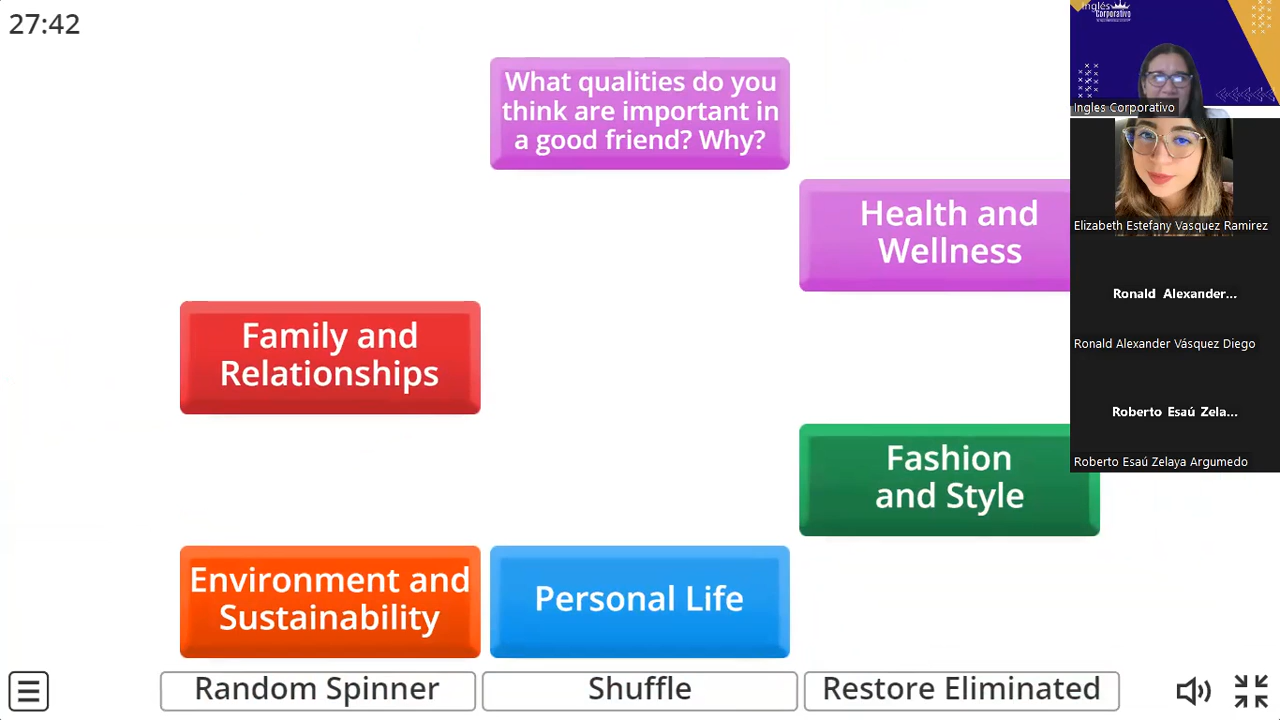 27:42
What qualities do you
think are important in
a good friend? Why?
Health and
Wellness
Family and
Relationships
Fashion
and Style
Environment and
Sustainability
Personal Life
Random Spinner
Shuffle
Restore Eliminated
Inglés
Corporativo
Ingles Corporativo
Elizabeth Estefany Vasquez Ramirez
Ronald Alexander...
Ronald Alexander Vásquez Diego
Roberto Esaú Zela...
Roberto Esaú Zelaya Argumedo